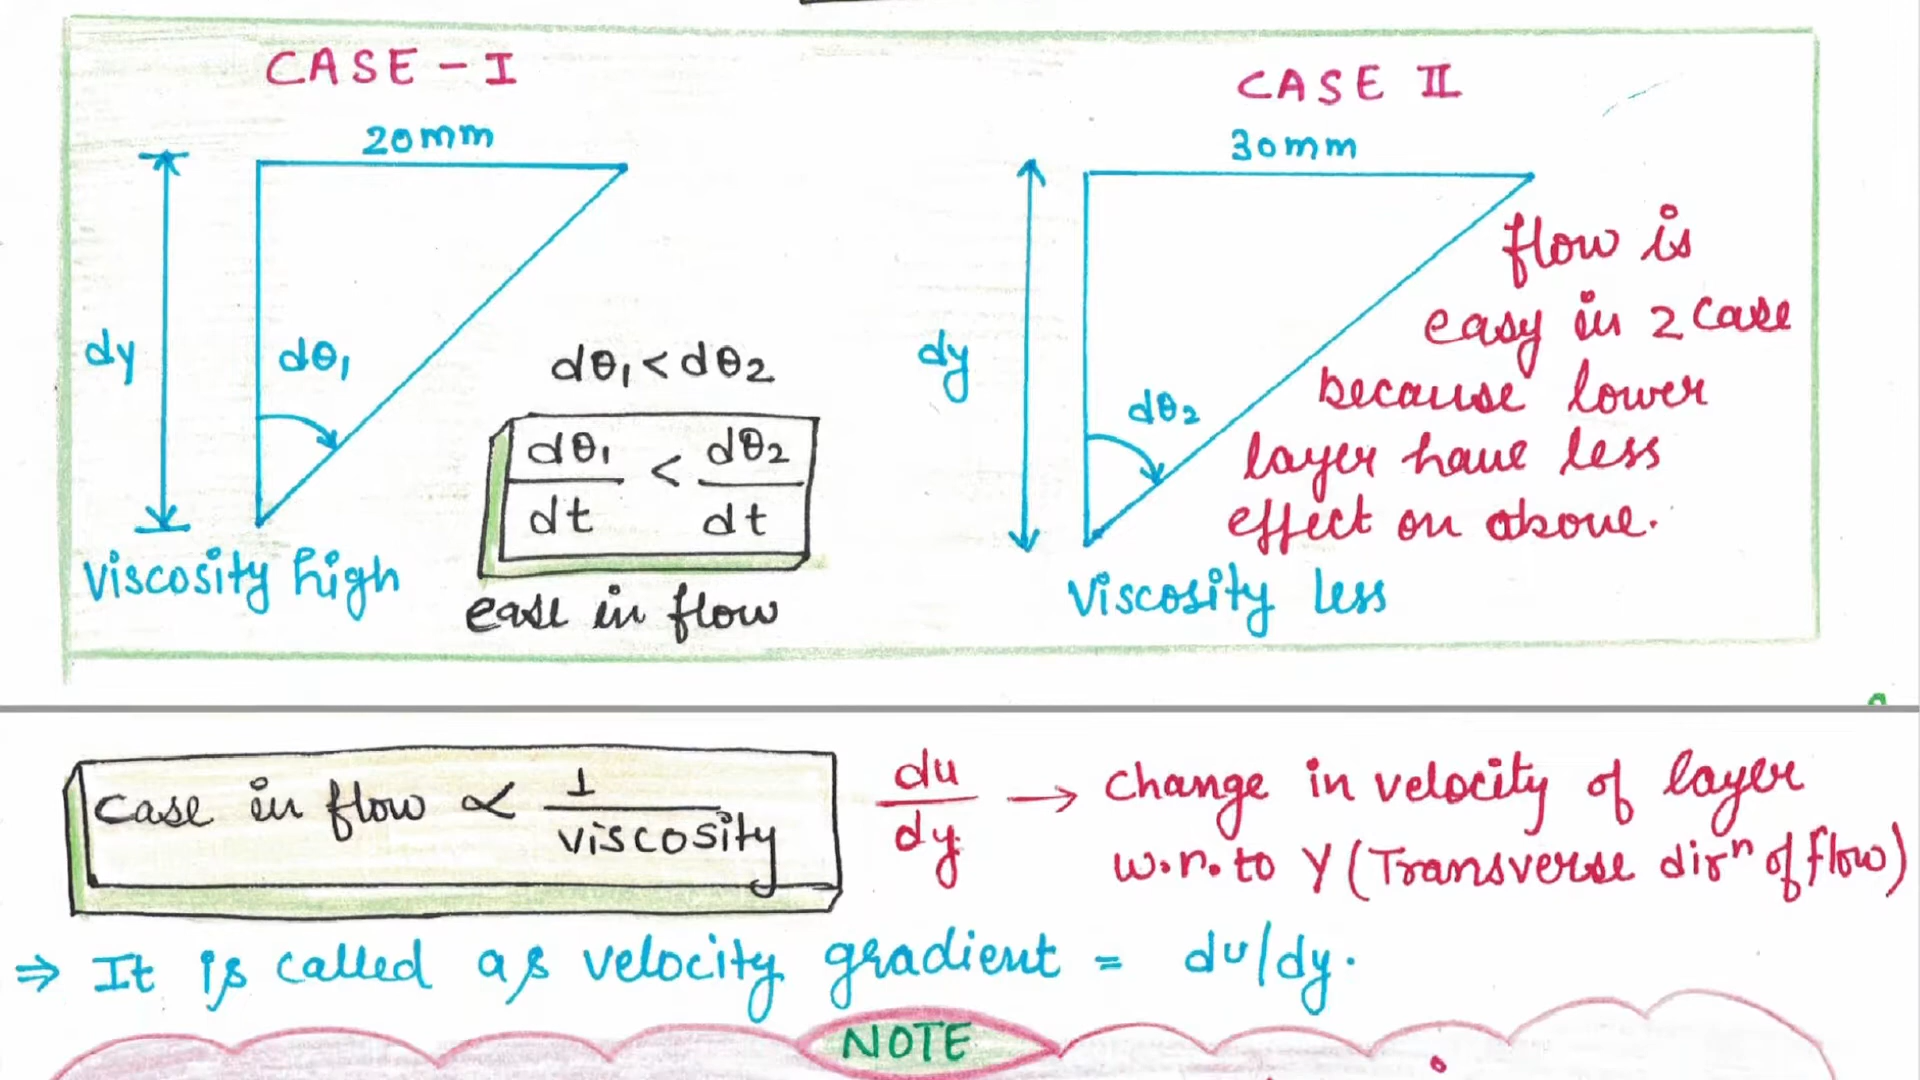 CASE - I
CASE II
20mm
30mm
dy
dθ₁
dθ₁ < dθ₂
dθ₁/dt < dθ₂/dt
ease in flow
viscosity high
dy
dθ₂
flow is
easy in 2 case
because lower
layer have less
effect on above.
Viscosity less
Case in flow ∝ 1/viscosity
du/dy → Change in velocity of layer
w.r. to Y (Transverse dirⁿ of flow)
⇒ It is called as velocity gradient = du/dy.
NOTE